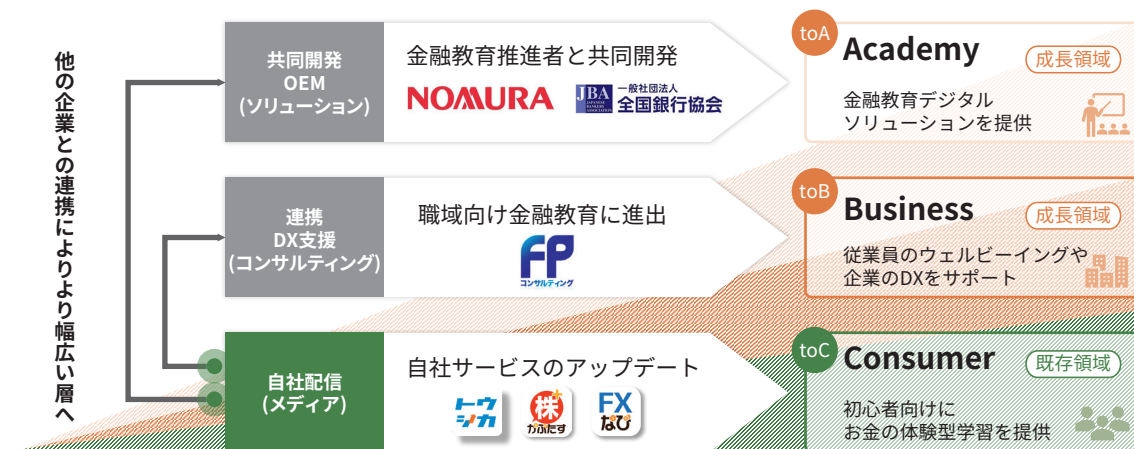 他の企業との連携によりより幅広い層へ
共同開発
OEM
(ソリューション)
金融教育推進者と共同開発
NOMURA
JBA
JAPANESE
BANKERS
ASSOCIATION
一般社団法人
全国銀行協会
toA
Academy
成長領域
金融教育デジタル
ソリューションを提供
連携
DX支援
(コンサルティング)
職域向け金融教育に進出
FP
コンサルティング
toB
Business
成長領域
従業員のウェルビーイングや
企業のDXをサポート
自社配信
(メディア)
自社サービスのアップデート
トウ
シカ
株
かぶたす
FX
なび
toC
Consumer
既存領域
初心者向けに
お金の体験型学習を提供